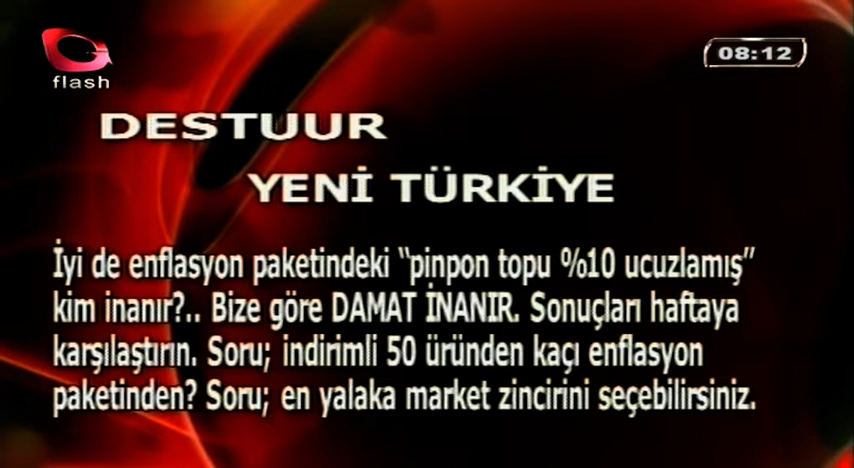 flash
08:12
DESTUUR
YENİ TÜRKİYE
İyi de enflasyon paketindeki "pinpon topu %10 ucuzlamış"
kim inanır?.. Bize göre DAMAT İNANIR. Sonuçları haftaya
karşılaştırın. Soru; indirimli 50 üründen kaçı enflasyon
paketinden? Soru; en yalaka market zincirini seçebilirsiniz.